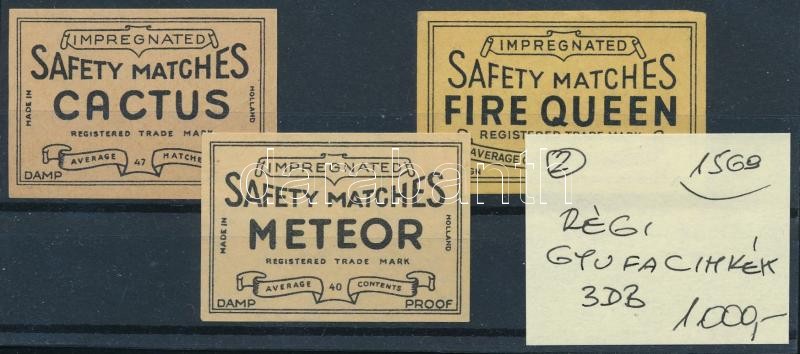 IMPREGNATED
SAFETY MATCHES
CACTUS
MADE IN
HOLLAND
REGISTERED TRADE MARK
AVERAGE 47 MATCHES
DAMP
IMPREGNATED
SAFETY MATCHES
FIRE QUEEN
REGISTERED TRADE MARK
AVERAGE
IMPREGNATED
SAFETY MATCHES
METEOR
MADE IN
HOLLAND
REGISTERED TRADE MARK
AVERAGE 40 CONTENTS
DAMP PROOF
darabanth
2 1569
RÉGI
GYUFACIMKÉK
3DB
1000,-